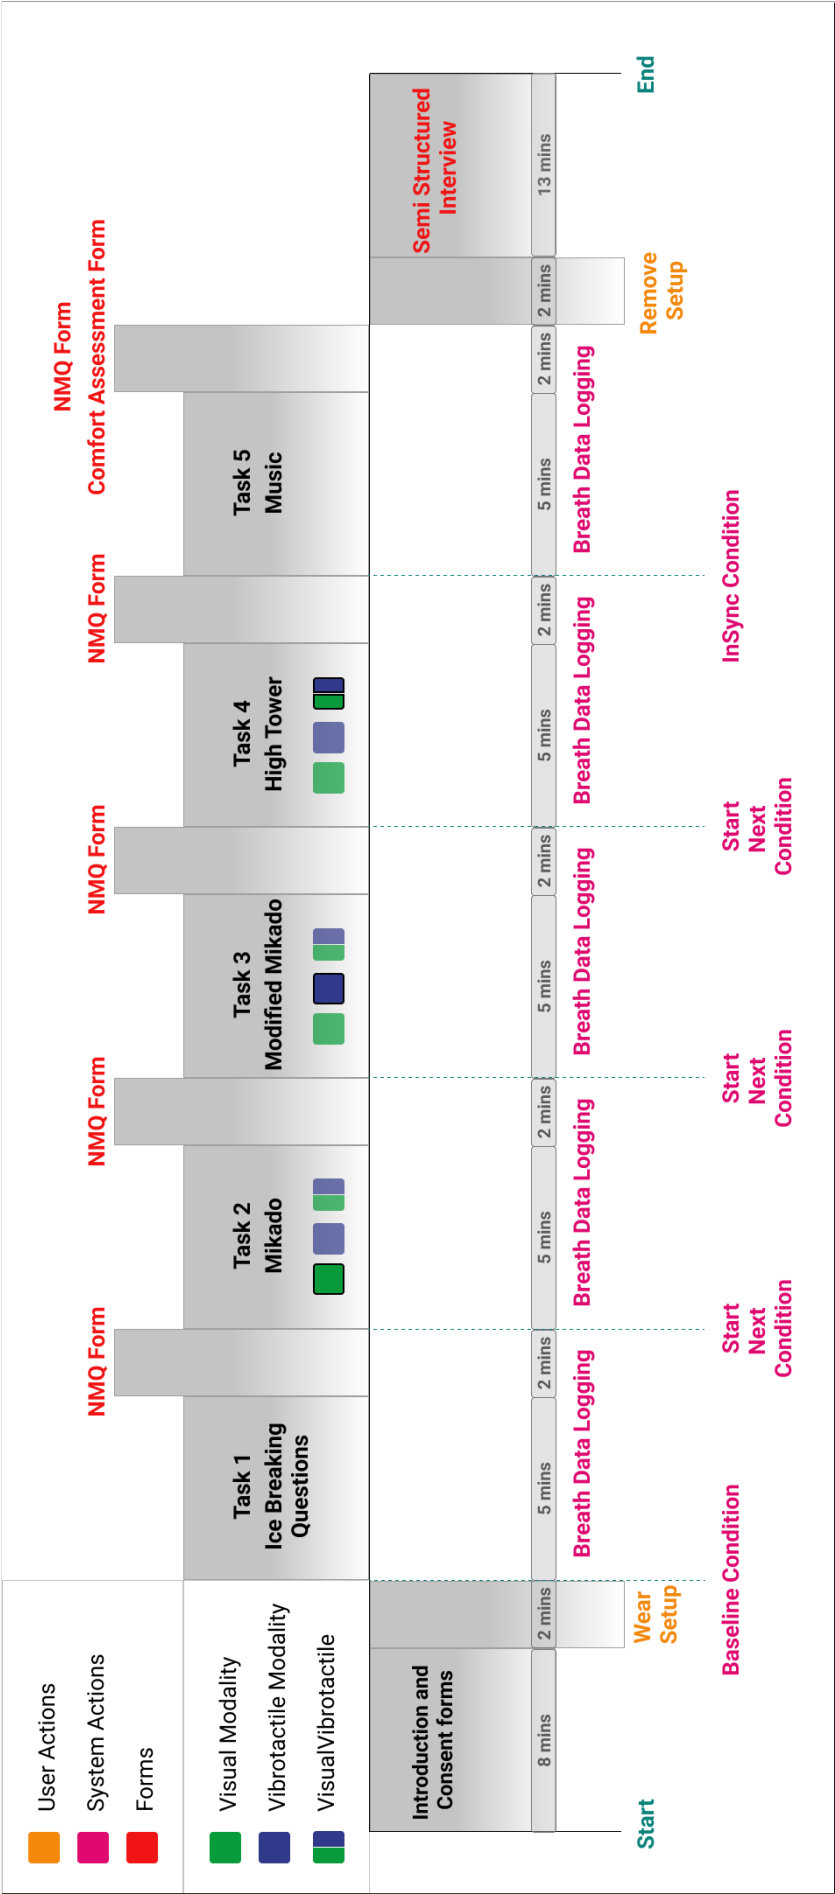 User Actions
System Actions
Forms
Visual Modality
Vibrotactile Modality
VisualVibrotactile
NMQ Form
NMQ Form
NMQ Form
NMQ Form
NMQ Form
Comfort Assessment Form
Task 1
Ice Breaking
Questions
Task 2
Mikado
Task 3
Modified Mikado
Task 4
High Tower
Task 5
Music
Introduction and
Consent forms
Semi Structured
Interview
8 mins
2 mins
5 mins
2 mins
5 mins
2 mins
5 mins
2 mins
5 mins
2 mins
5 mins
2 mins
2 mins
13 mins
Breath Data Logging
Breath Data Logging
Breath Data Logging
Breath Data Logging
Breath Data Logging
Start
Wear
Setup
Remove
Setup
End
Baseline Condition
Start
Next
Condition
Start
Next
Condition
Start
Next
Condition
InSync Condition